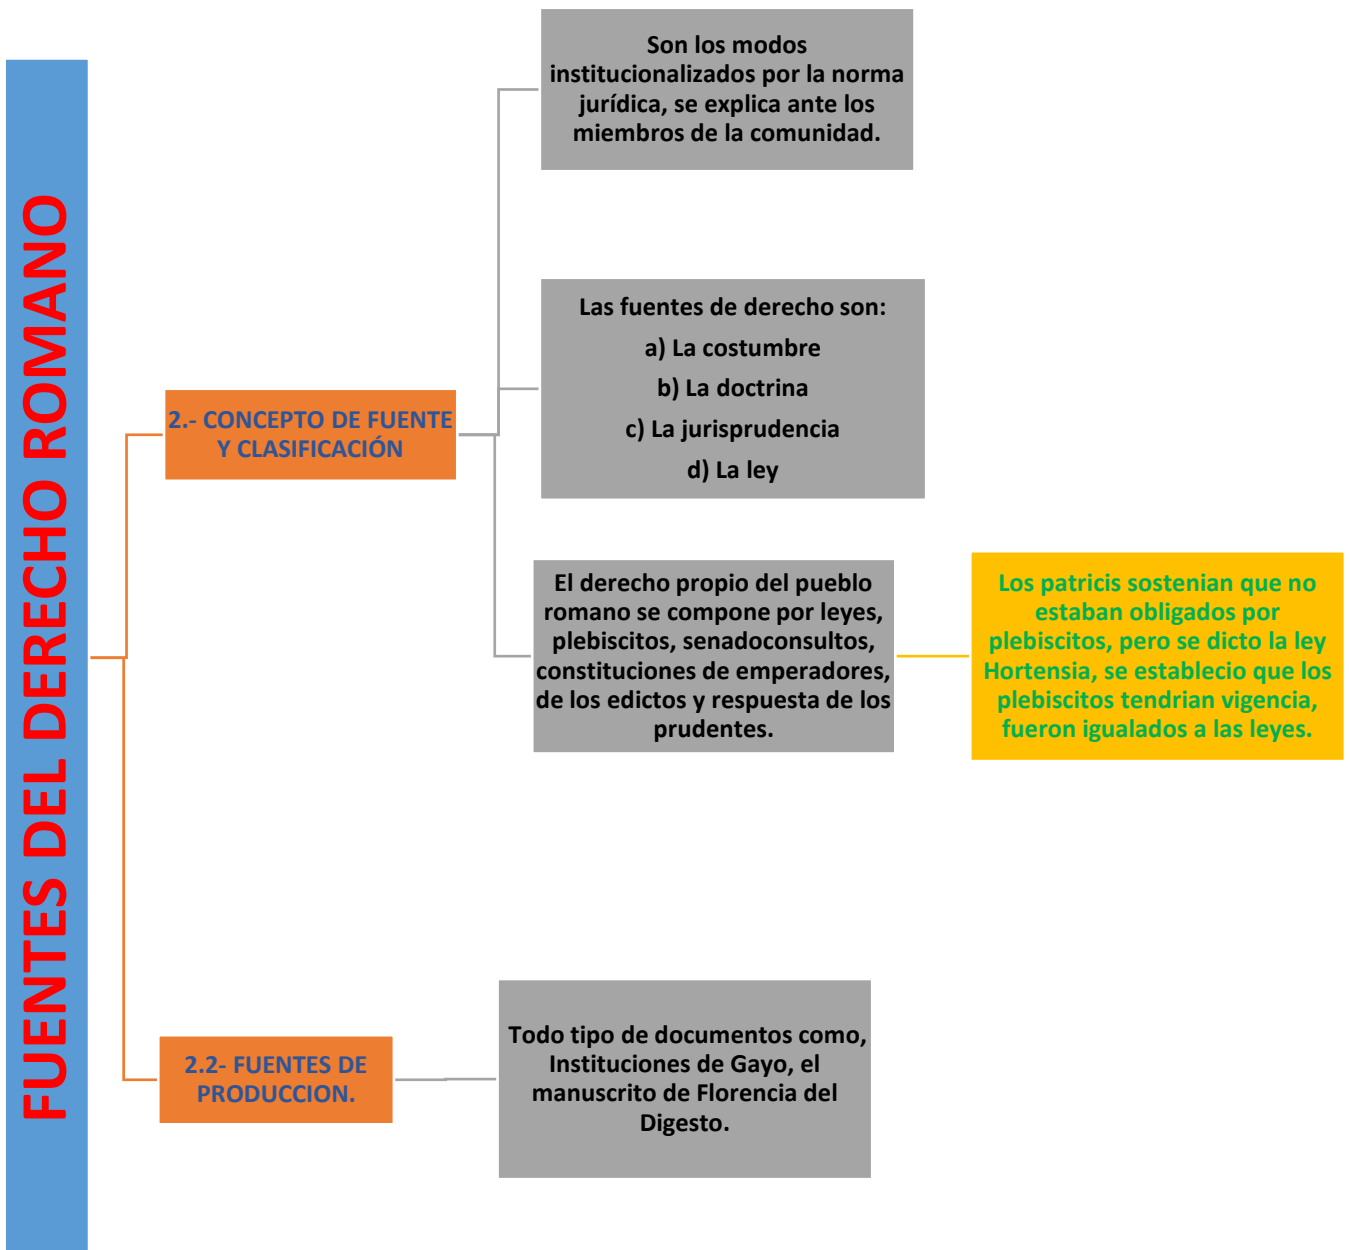 FUENTES DEL DERECHO ROMANO
2.- CONCEPTO DE FUENTE
Y CLASIFICACIÓN
Son los modos
institucionalizados por la norma
jurídica, se explica ante los
miembros de la comunidad.
Las fuentes de derecho son:
a) La costumbre
b) La doctrina
c) La jurisprudencia
d) La ley
El derecho propio del pueblo
romano se compone por leyes,
plebiscitos, senadoconsultos,
constituciones de emperadores,
de los edictos y respuesta de los
prudentes.
Los patricis sostenian que no
estaban obligados por
plebiscitos, pero se dicto la ley
Hortensia, se establecio que los
plebiscitos tendrian vigencia,
fueron igualados a las leyes.
2.2- FUENTES DE
PRODUCCION.
Todo tipo de documentos como,
Instituciones de Gayo, el
manuscrito de Florencia del
Digesto.